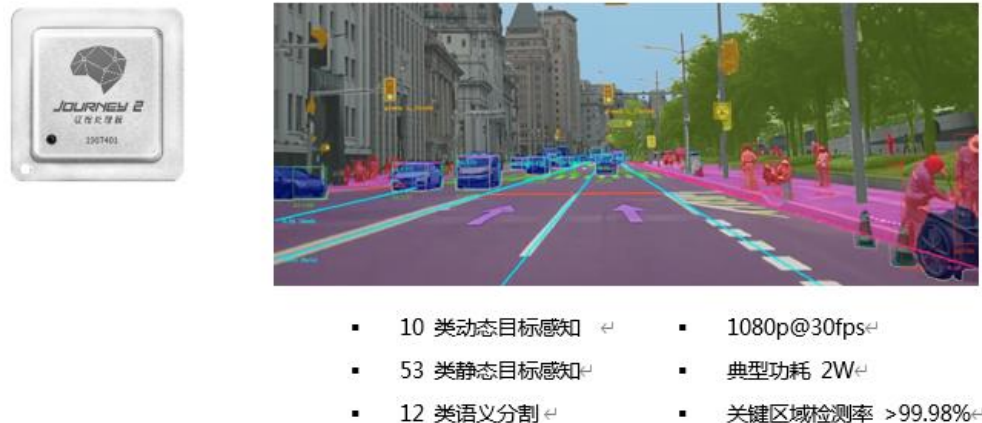 JOURNEY 2
征程处理器
1907401
10 类动态目标感知
53 类静态目标感知
12 类语义分割
1080p@30fps
典型功耗 2W
关键区域检测率 >99.98%